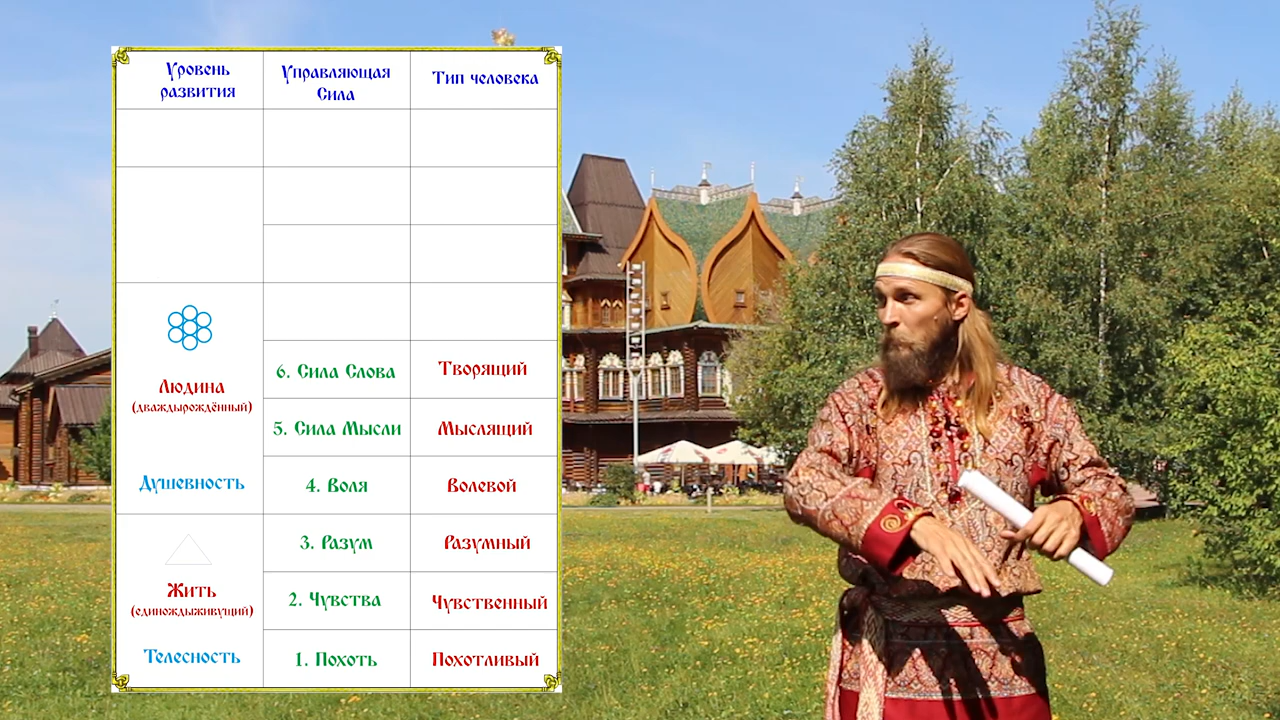 Уровень развития
Управляющая Сила
Тип человека
6. Сила Слова
Творящий
Людина
(дваждырождённый)
5. Сила Мысли
Мыслящий
Душевность
4. Воля
Волевой
3. Разум
Разумный
Жить
(единождыживущий)
2. Чувства
Чувственный
Телесность
1. Похоть
Похотливый